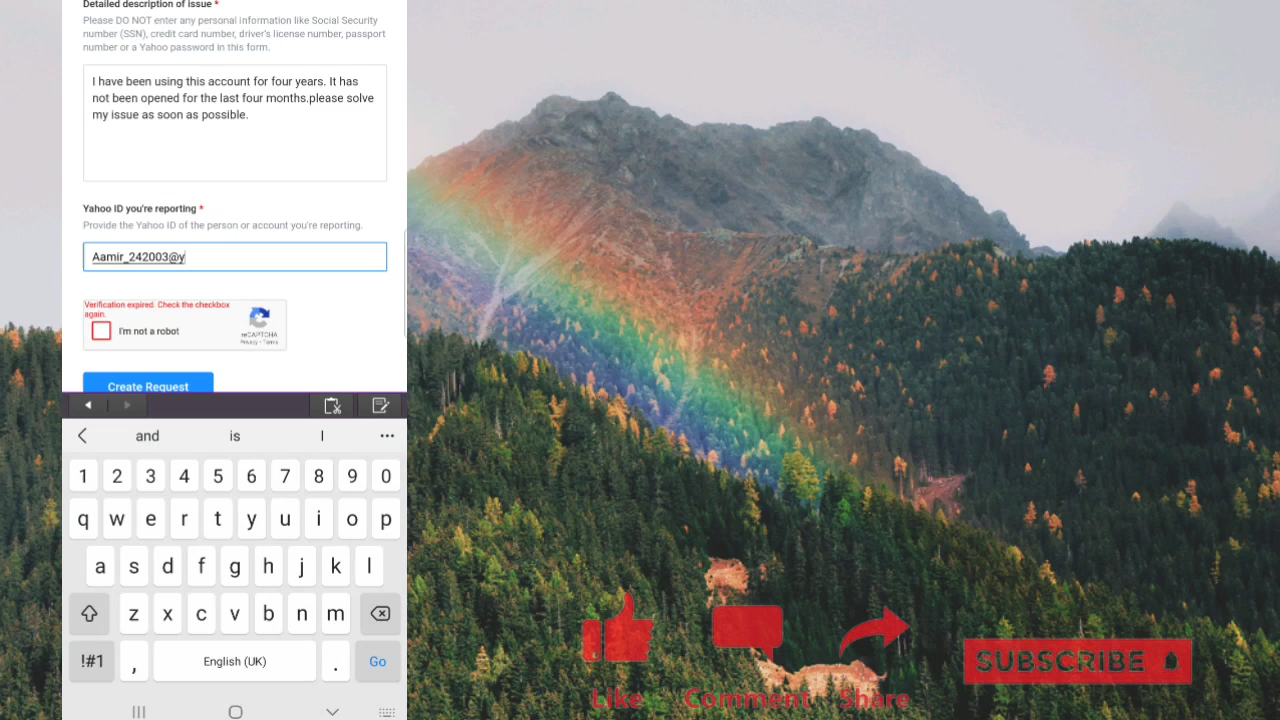 Detailed description of issue *
Please DO NOT enter any personal information like Social Security
number (SSN), credit card number, driver's license number, passport
number or a Yahoo password in this form.
I have been using this account for four years. It has
not been opened for the last four months.please solve
my issue as soon as possible.
Yahoo ID you're reporting *
Provide the Yahoo ID of the person or account you're reporting.
Aamir_242003@y
Verification expired. Check the checkbox
again.
I'm not a robot
reCAPTCHA
Privacy - Terms
Create Request
and is I
1 2 3 4 5 6 7 8 9 0
q w e r t y u i o p
a s d f g h j k l
z x c v b n m
!#1 , English (UK) . Go
Like Comment Share
SUBSCRIBE